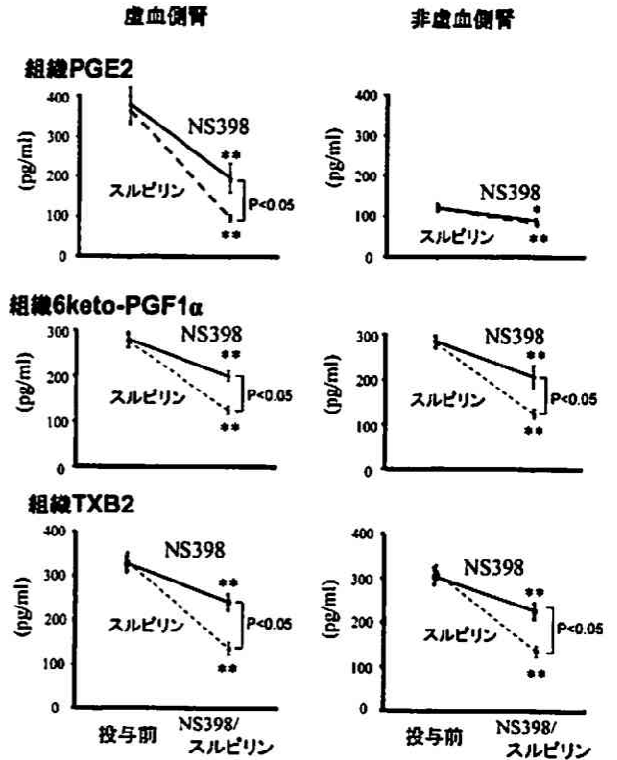 虚血側腎
非虚血側腎
組織PGE2
400
300
200
100
0
(pg/ml)
NS398
**
スルピリン
P<0.05
**
400
300
200
100
0
(pg/ml)
NS398
*
スルピリン
**
組織6keto-PGF1α
300
200
100
0
(pg/ml)
NS398
**
スルピリン
P<0.05
**
300
200
100
0
(pg/ml)
NS398
**
スルピリン
P<0.05
**
組織TXB2
400
300
200
100
0
(pg/ml)
NS398
**
スルピリン
P<0.05
**
投与前
NS398/
スルピリン
400
300
200
100
0
(pg/ml)
NS398
**
スルピリン
P<0.05
**
投与前
NS398/
スルピリン